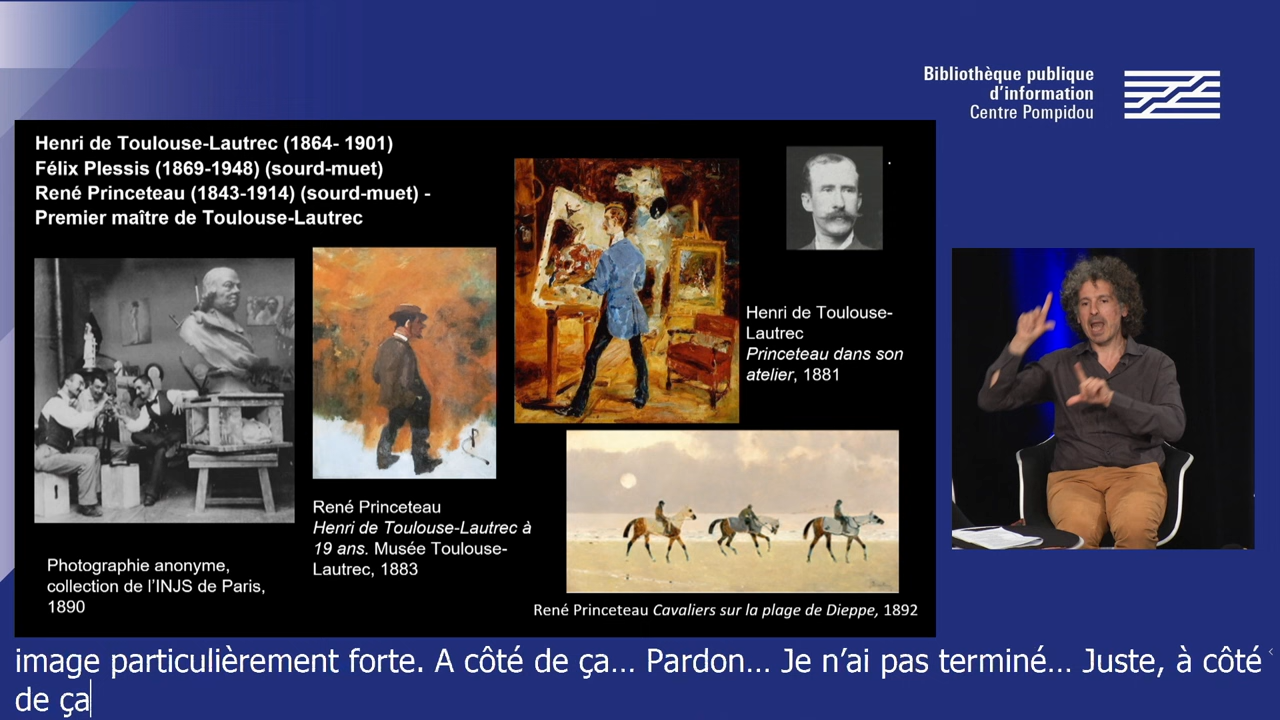 Bibliothèque publique
d’information
Centre Pompidou
Henri de Toulouse-Lautrec (1864- 1901)
Félix Plessis (1869-1948) (sourd-muet)
René Princeteau (1843-1914) (sourd-muet) -
Premier maître de Toulouse-Lautrec
Henri de Toulouse-
Lautrec
Princeteau dans son
atelier, 1881
René Princeteau
Henri de Toulouse-Lautrec à
19 ans. Musée Toulouse-
Lautrec, 1883
Photographie anonyme,
collection de l’INJS de Paris,
1890
René Princeteau Cavaliers sur la plage de Dieppe, 1892
image particulièrement forte. A côté de ça… Pardon… Je n’ai pas terminé… Juste, à côté
de ça